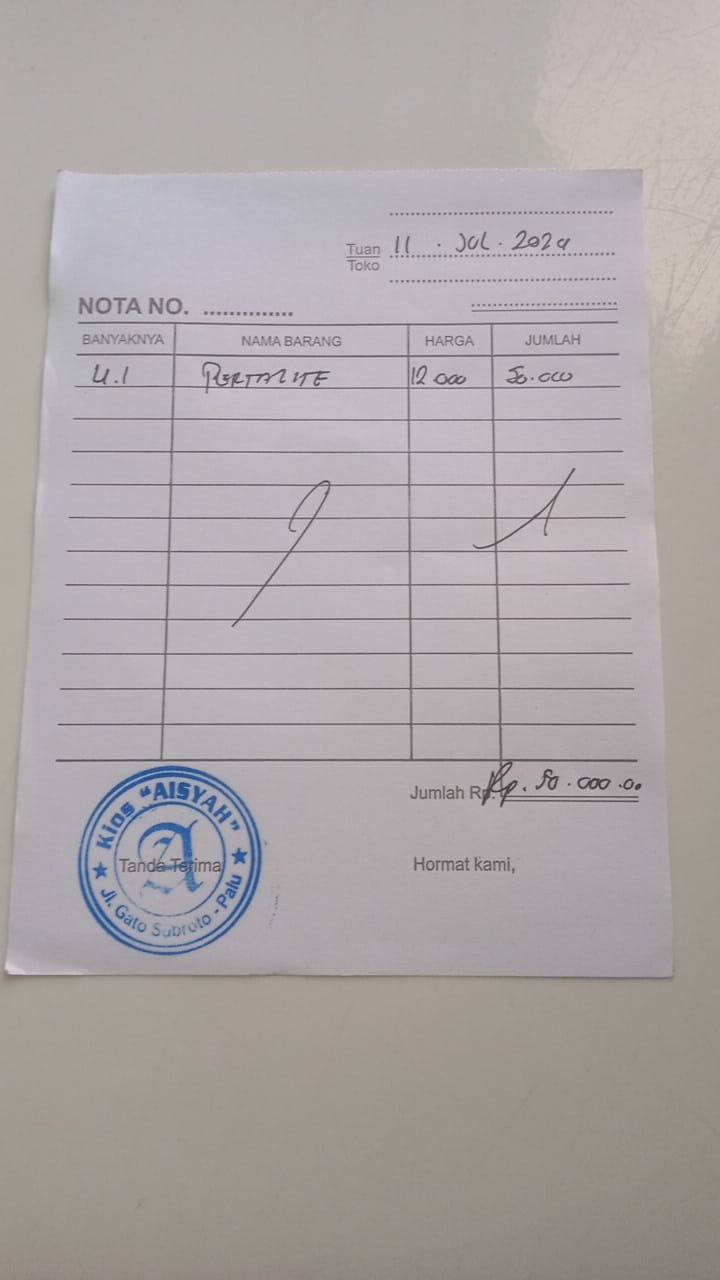 Tuan
Toko
11 . JUL . 2024
NOTA NO. ..............
BANYAKNYA NAMA BARANG HARGA JUMLAH
4.1 PERTALITE 12 000 50.000
Jumlah Rp. Rp. 50.000.00
Tanda Terima Hormat kami,
Kios "AISYAH"
A
Jl. Gato Subroto - Palu